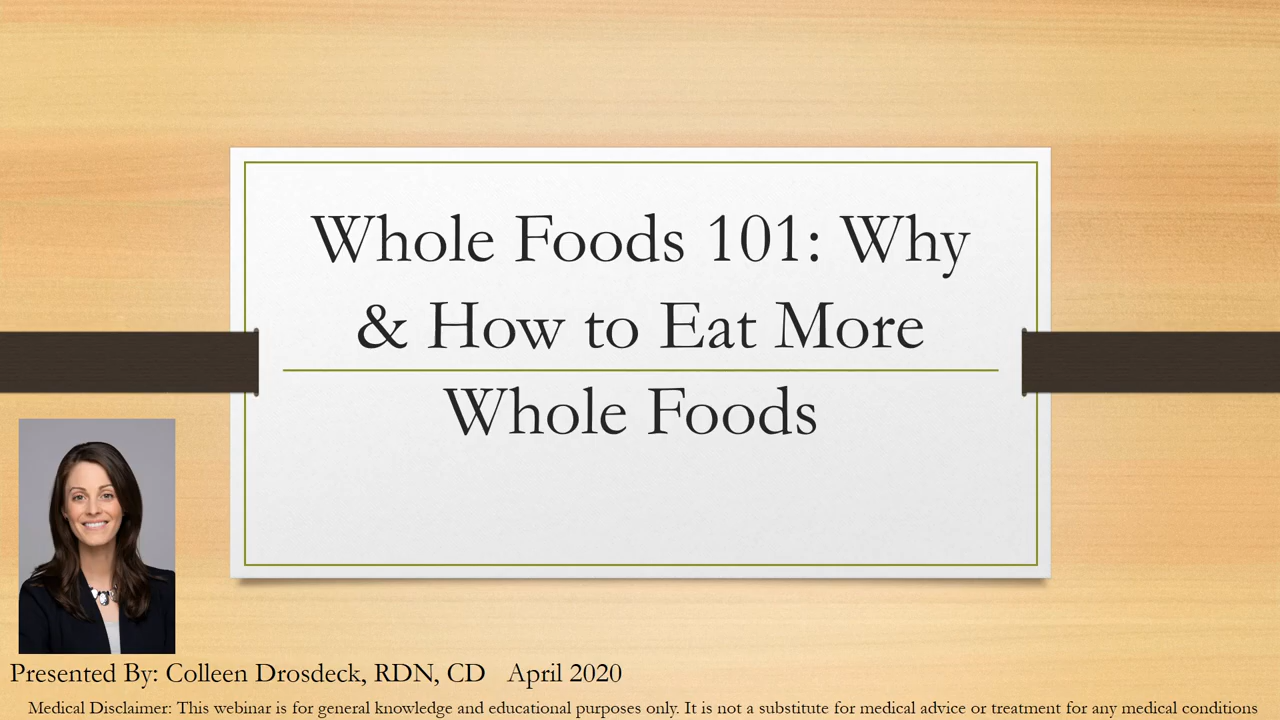 Whole Foods 101: Why
& How to Eat More
Whole Foods
Presented By: Colleen Drosdeck, RDN, CD April 2020
Medical Disclaimer: This webinar is for general knowledge and educational purposes only. It is not a substitute for medical advice or treatment for any medical conditions